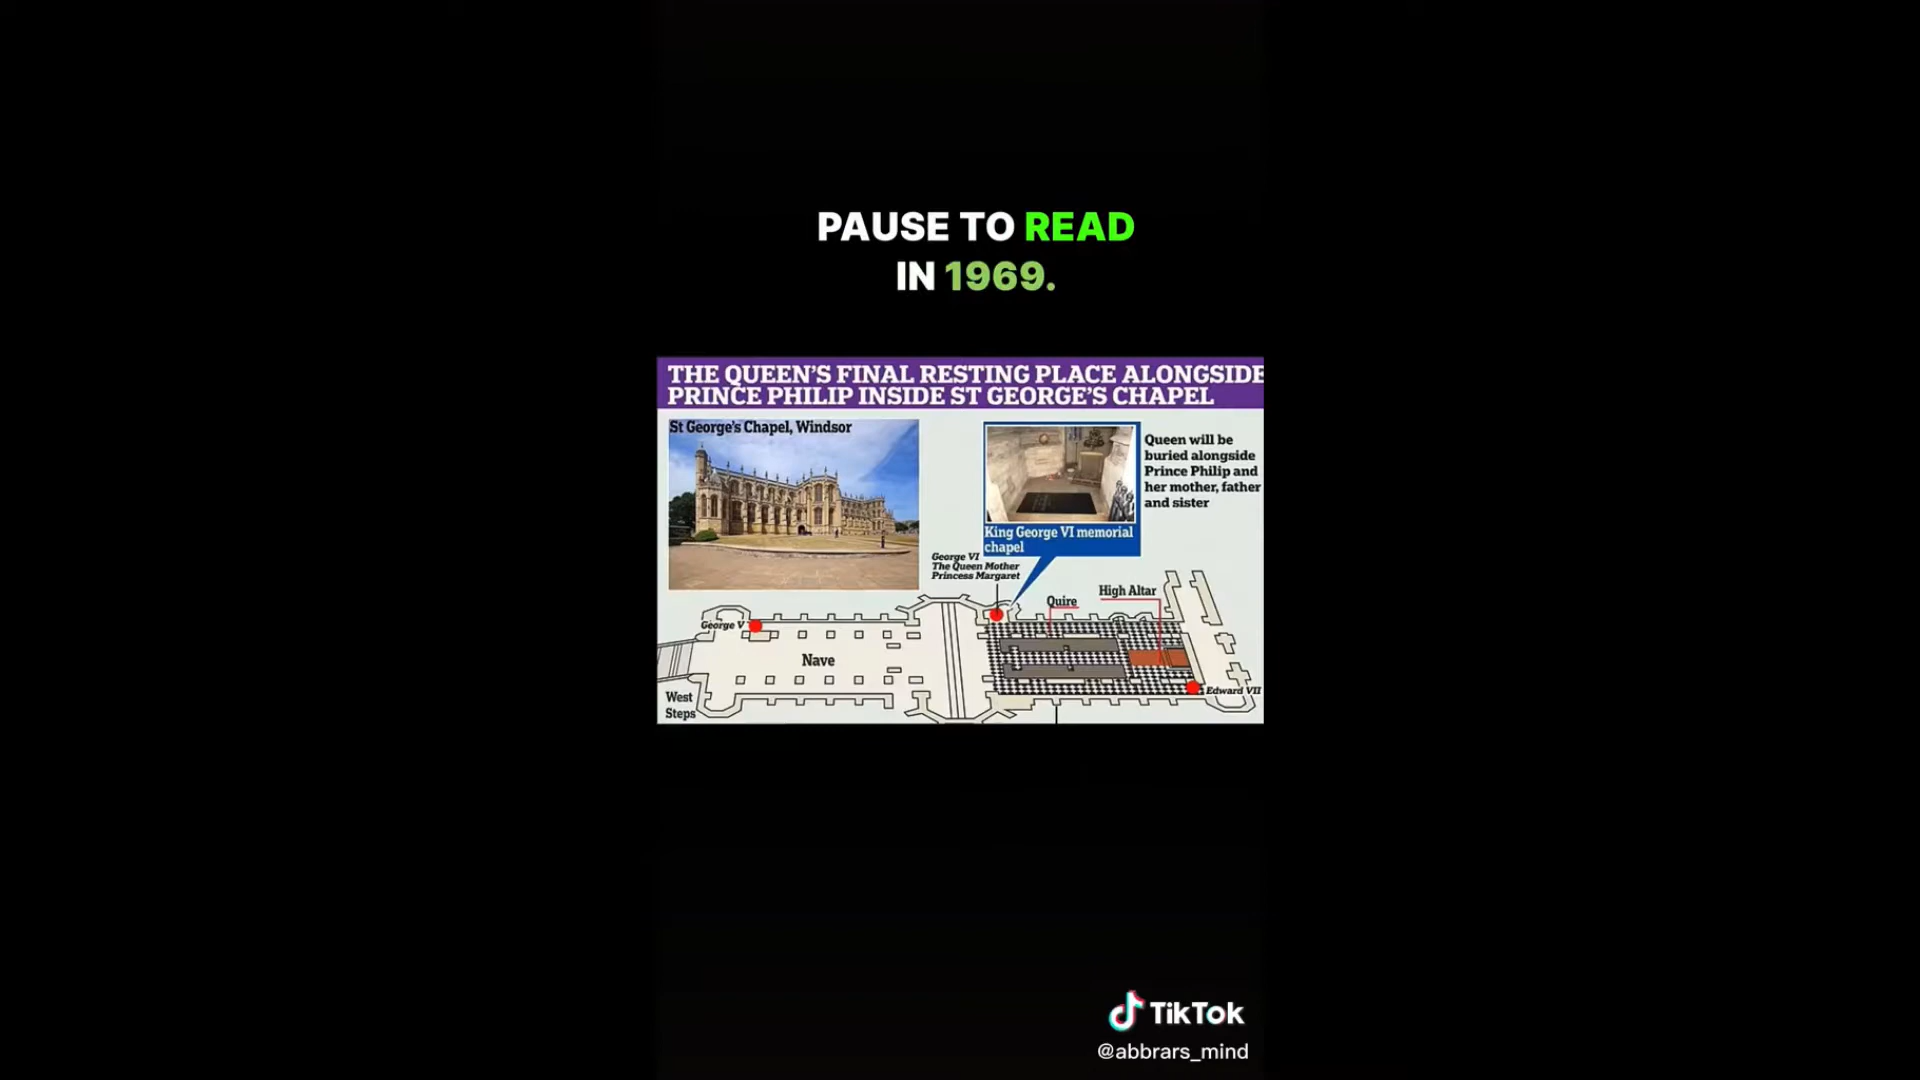 PAUSE TO READ
IN 1969.
THE QUEEN'S FINAL RESTING PLACE ALONGSIDE
PRINCE PHILIP INSIDE ST GEORGE'S CHAPEL
St George's Chapel, Windsor
Queen will be
buried alongside
Prince Philip and
her mother, father
and sister
King George VI memorial
chapel
George VI
The Queen Mother
Princess Margaret
High Altar
Quire
George V
Nave
Edward VII
West
Steps
TikTok
@abbrars_mind